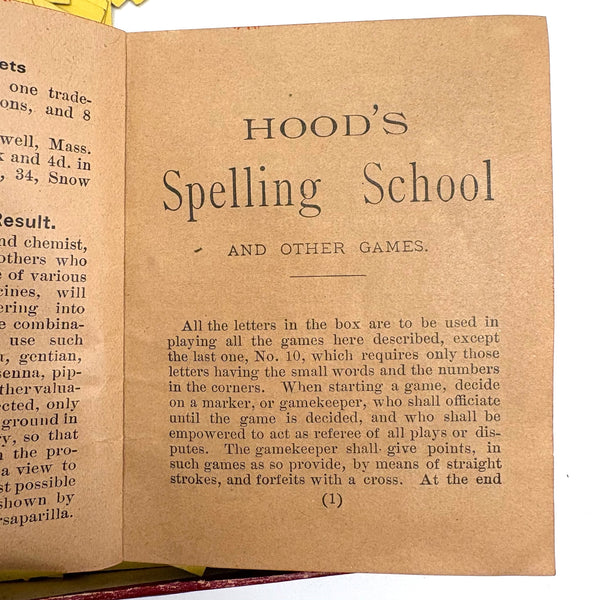 ets
one trade-
ons, and 8
well, Mass.
and 4d. in
, 34, Snow
Result.
nd chemist,
others who
e of various
cines, will
ering into
e combina-
use such
, gentian,
senna, pip-
ther valua-
cted, only
ground in
y, so that
the pro-
a view to
st possible
shown by
rsaparilla.
HOOD'S
Spelling School
AND OTHER GAMES.
All the letters in the box are to be used in
playing all the games here described, except
the last one, No. 10, which requires only those
letters having the small words and the numbers
in the corners. When starting a game, decide
on a marker, or gamekeeper, who shall officiate
until the game is decided, and who shall be
empowered to act as referee of all plays or dis-
putes. The gamekeeper shall give points, in
such games as so provide, by means of straight
strokes, and forfeits with a cross. At the end
(1)